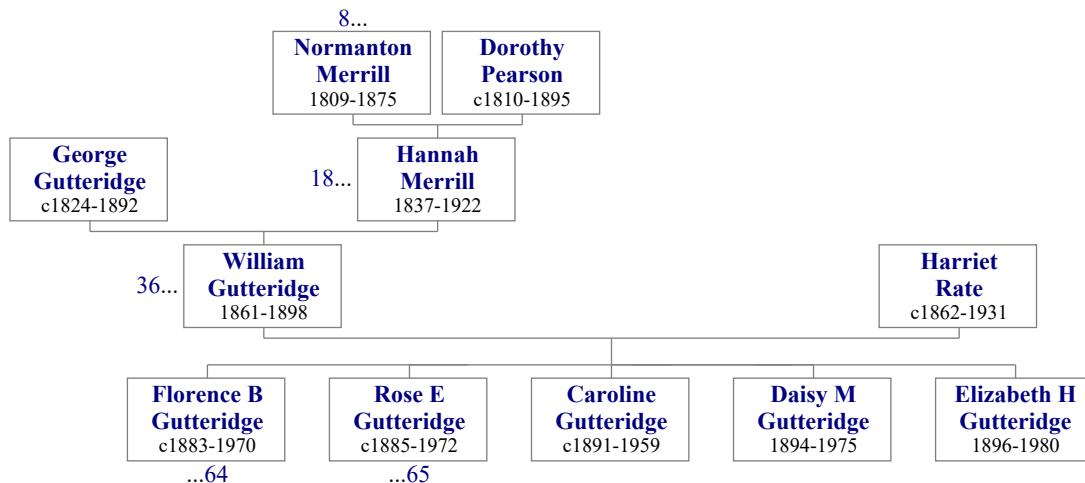 8...
Normanton
Merrill
1809-1875
Dorothy
Pearson
c1810-1895
George
Gutteridge
c1824-1892
18...
Hannah
Merrill
1837-1922
36...
William
Gutteridge
1861-1898
Harriet
Rate
c1862-1931
Florence B
Gutteridge
c1883-1970
...64
Rose E
Gutteridge
c1885-1972
...65
Caroline
Gutteridge
c1891-1959
Daisy M
Gutteridge
1894-1975
Elizabeth H
Gutteridge
1896-1980